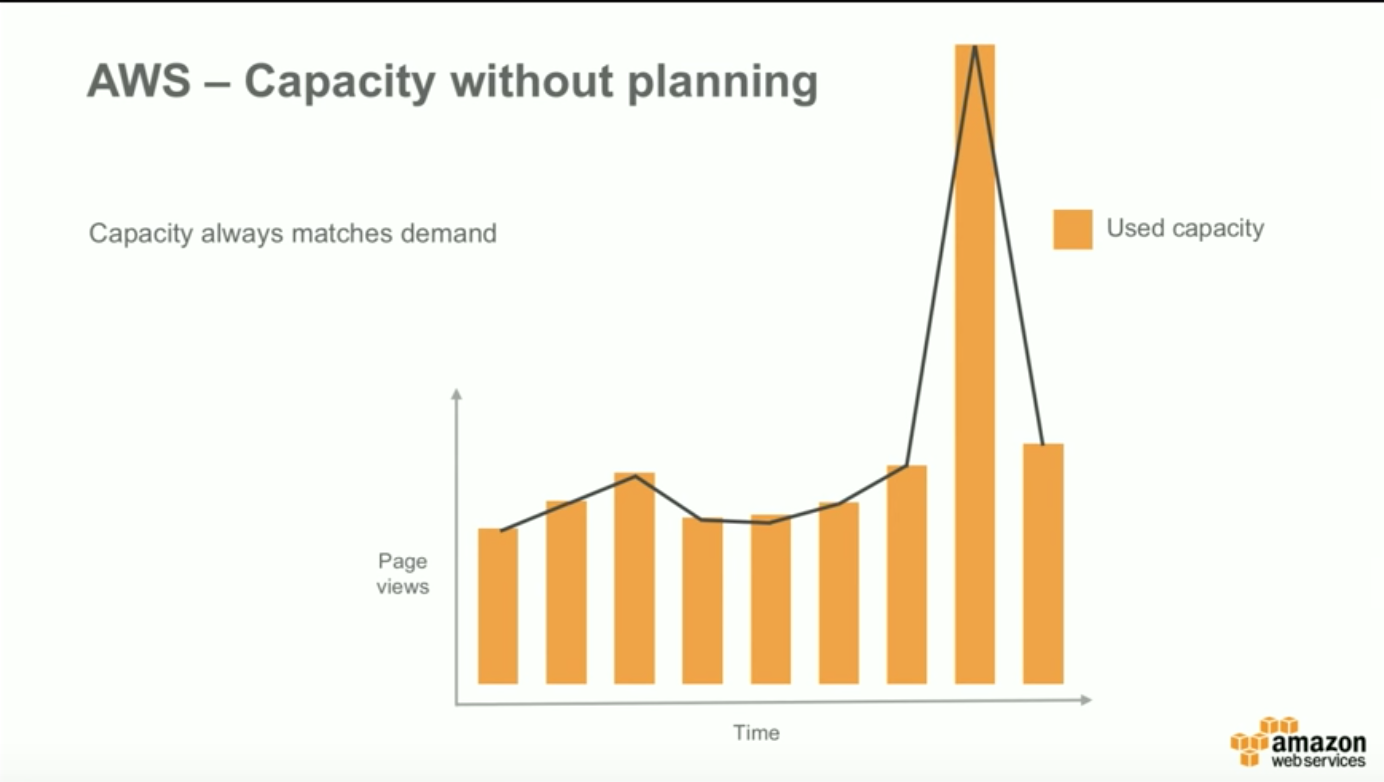 AWS – Capacity without planning
Capacity always matches demand
Used capacity
Page
views
Time
amazon
web services